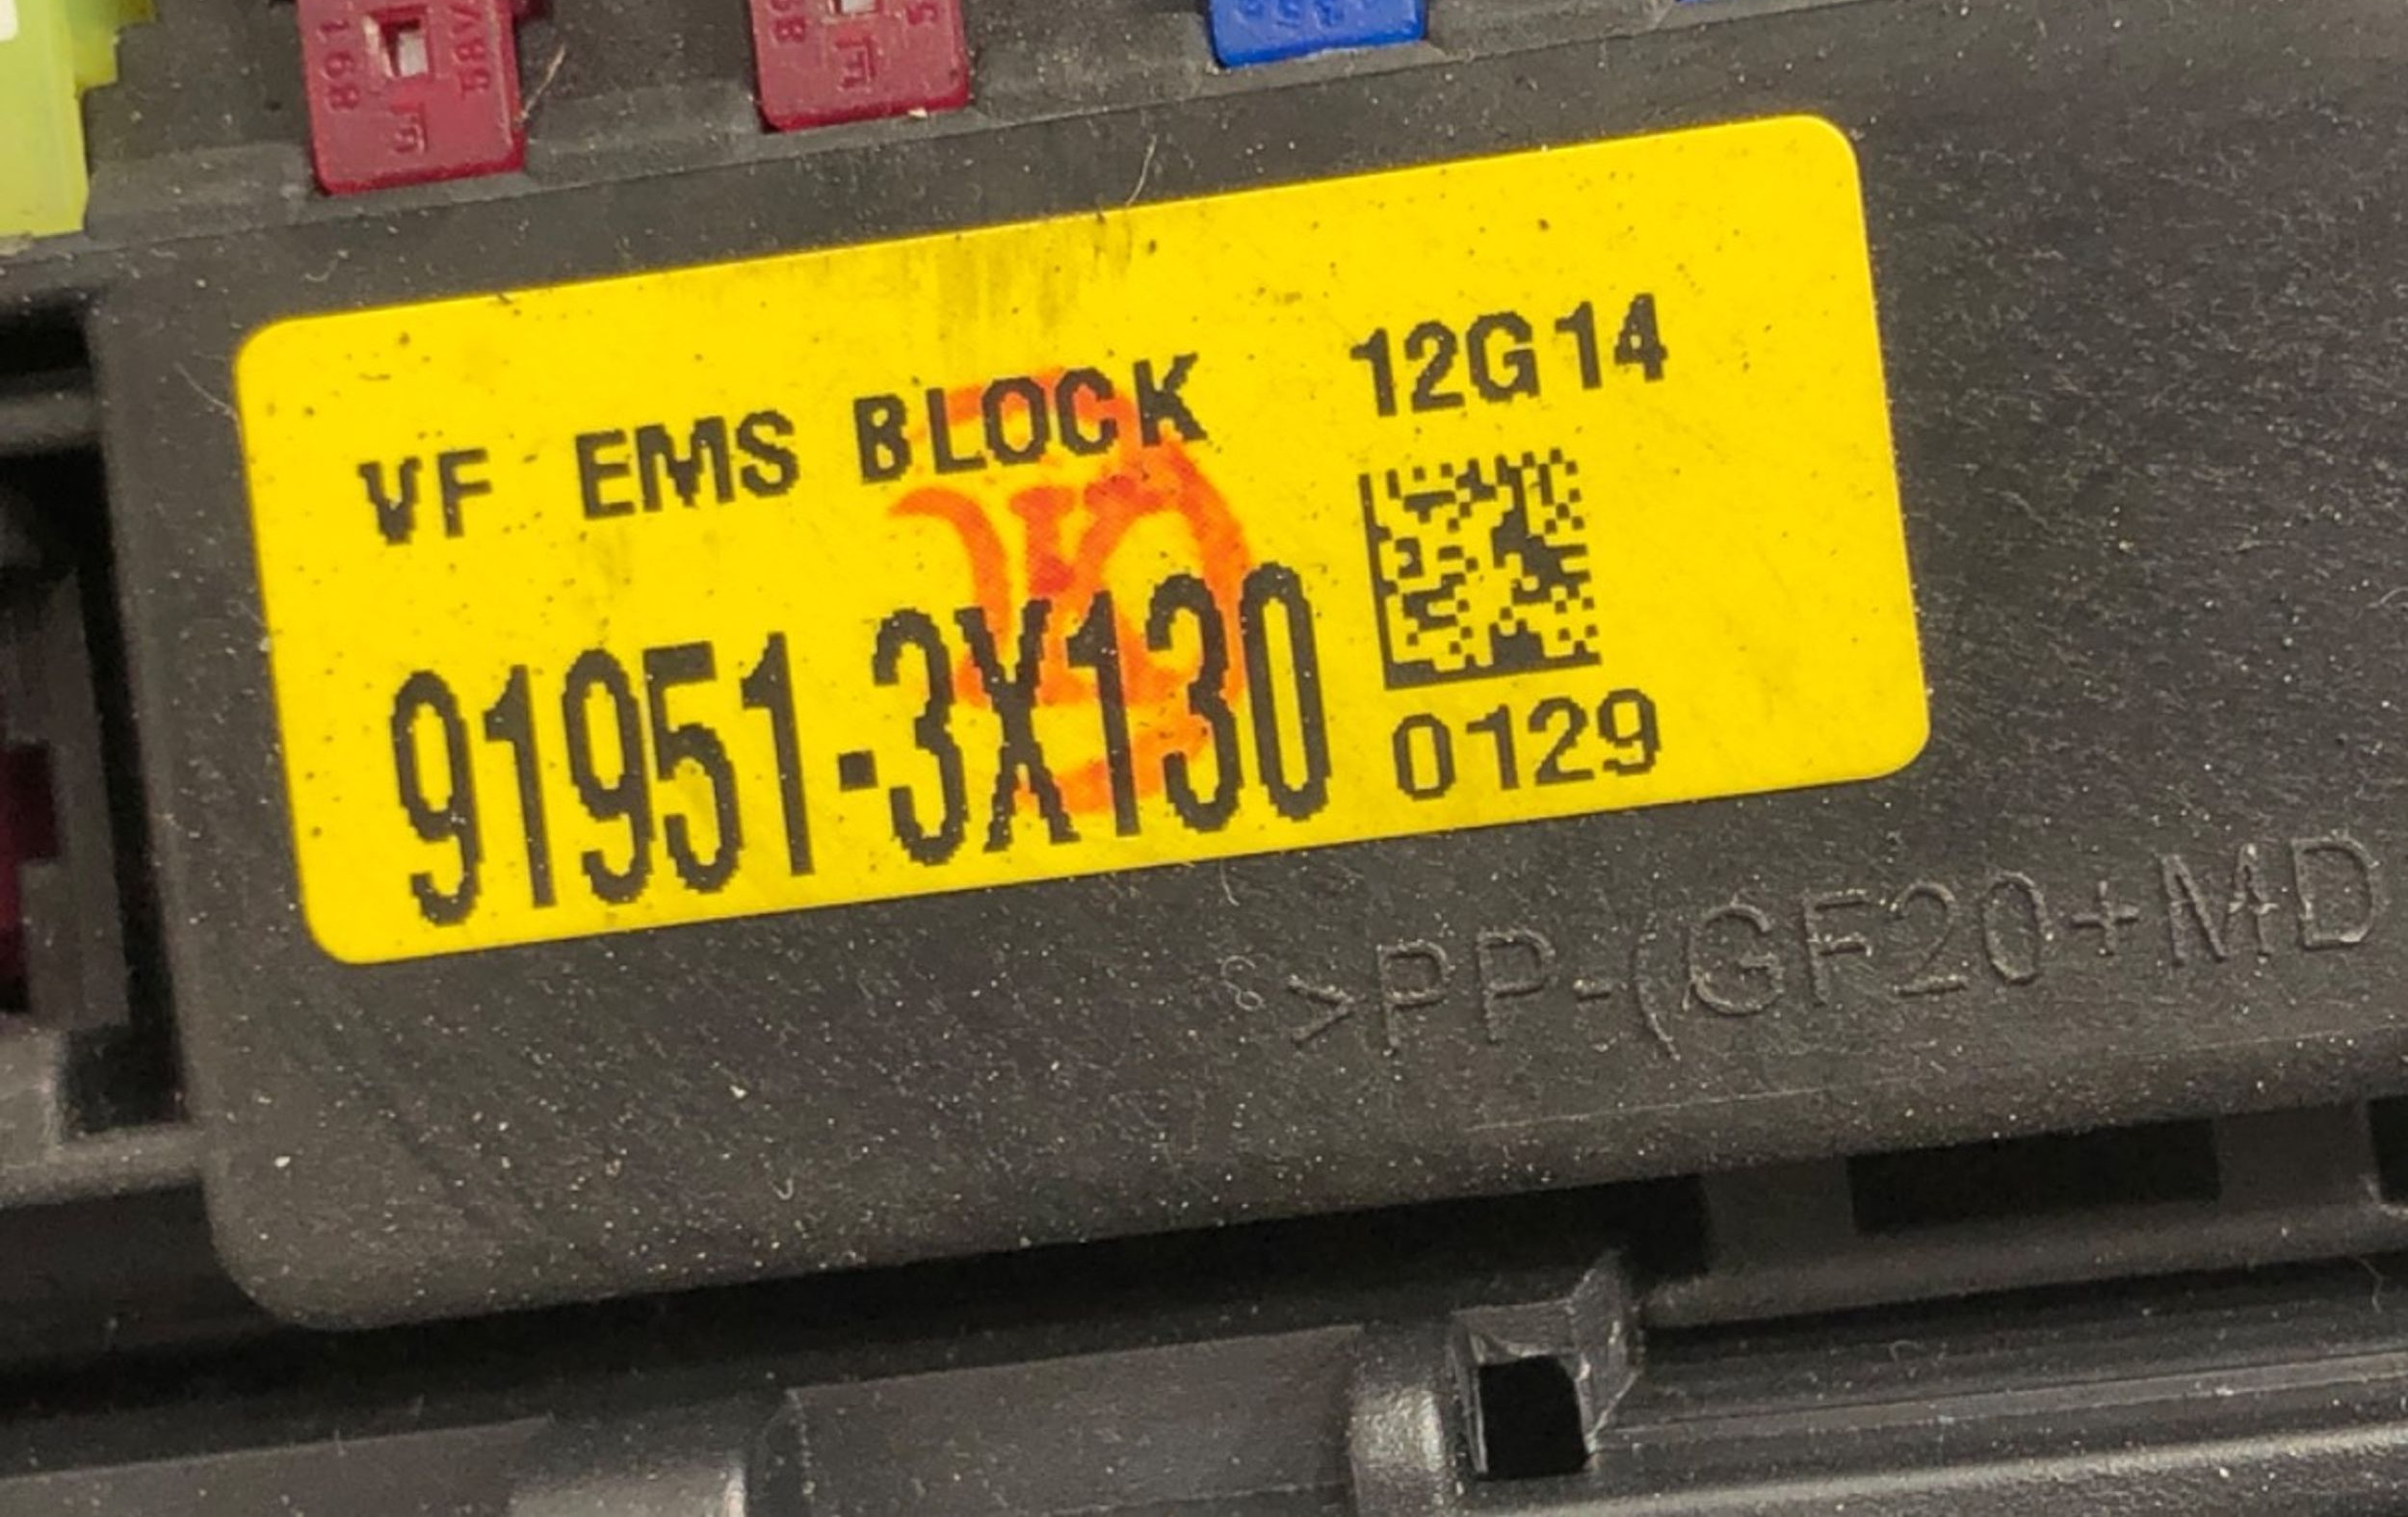 VF EMS BLOCK 12G14
91951-3X130
0129
>PP-(GF20+MD